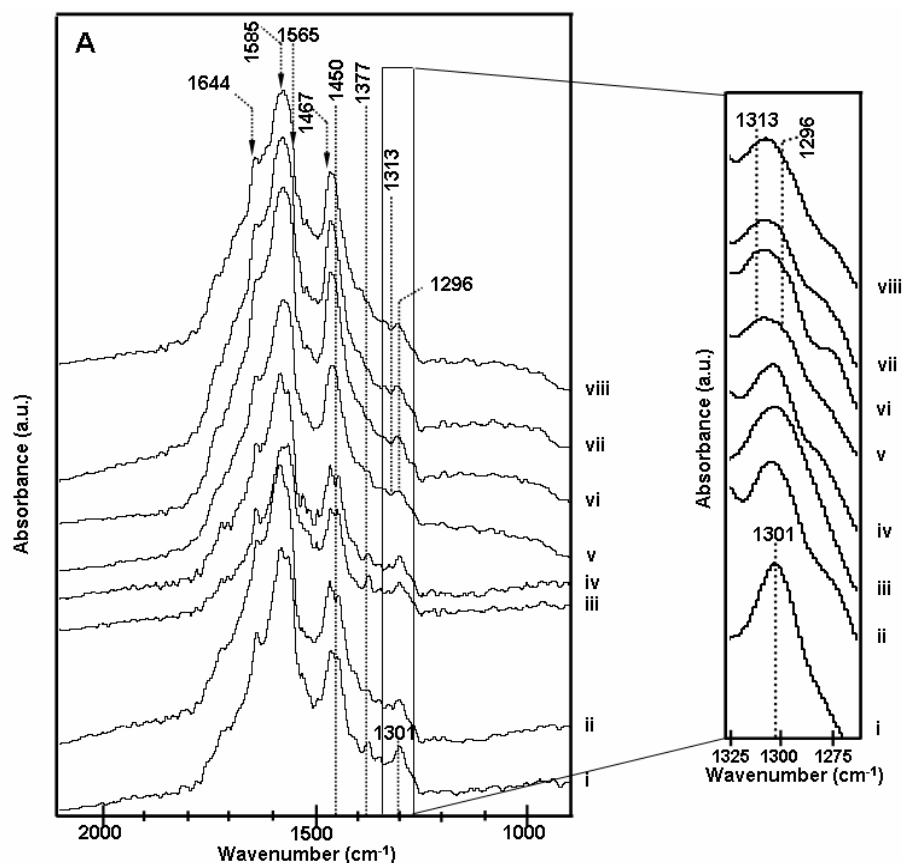 A
1644
1585
1565
1467
1450
1377
1313
1296
1301
viii
vii
vi
v
iv
iii
ii
i
Absorbance (a.u.)
2000
1500
1000
Wavenumber (cm-1)
1313
1296
1301
viii
vii
vi
v
iv
iii
ii
i
Absorbance (a.u.)
1325
1300
1275
Wavenumber (cm-1)